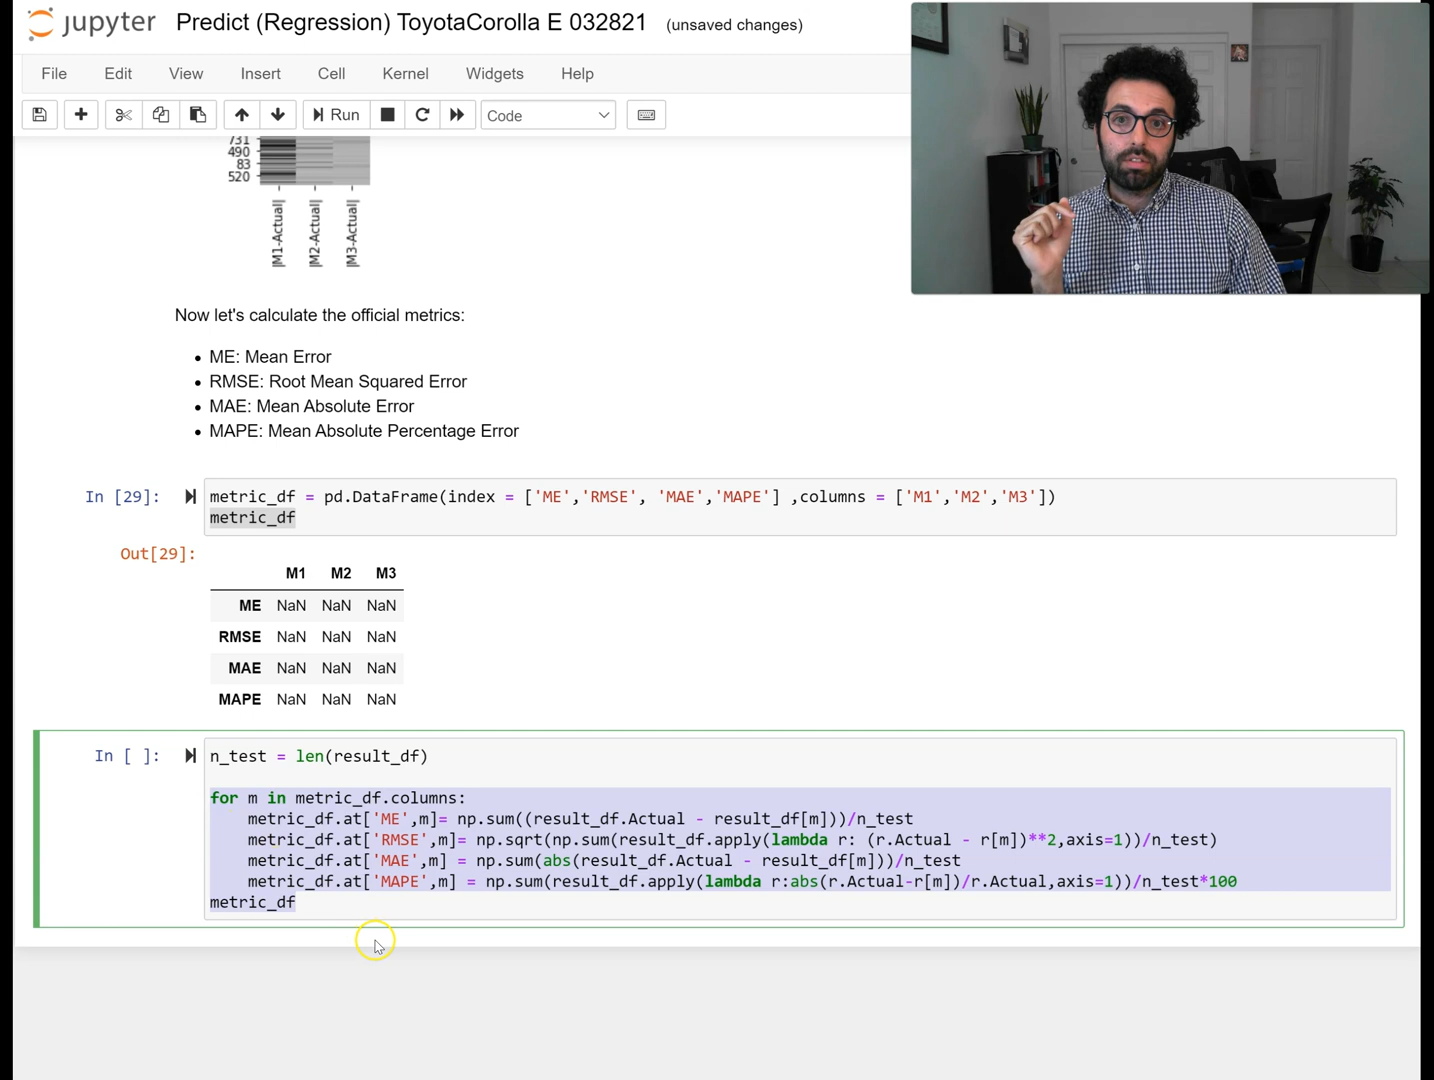 jupyter Predict (Regression) ToyotaCorolla E 032821 (unsaved changes)
File Edit View Insert Cell Kernel Widgets Help
Run Code
731
490
83
520
|M1-Actual|
|M2-Actual|
|M3-Actual|
Now let's calculate the official metrics:
• ME: Mean Error
• RMSE: Root Mean Squared Error
• MAE: Mean Absolute Error
• MAPE: Mean Absolute Percentage Error
In [29]: metric_df = pd.DataFrame(index = ['ME','RMSE', 'MAE','MAPE'] ,columns = ['M1','M2','M3'])
metric_df
Out[29]:
M1 M2 M3
ME NaN NaN NaN
RMSE NaN NaN NaN
MAE NaN NaN NaN
MAPE NaN NaN NaN
In [ ]: n_test = len(result_df)
for m in metric_df.columns:
metric_df.at['ME',m]= np.sum((result_df.Actual - result_df[m]))/n_test
metric_df.at['RMSE',m]= np.sqrt(np.sum(result_df.apply(lambda r: (r.Actual - r[m])**2,axis=1))/n_test)
metric_df.at['MAE',m] = np.sum(abs(result_df.Actual - result_df[m]))/n_test
metric_df.at['MAPE',m] = np.sum(result_df.apply(lambda r:abs(r.Actual-r[m])/r.Actual,axis=1))/n_test*100
metric_df